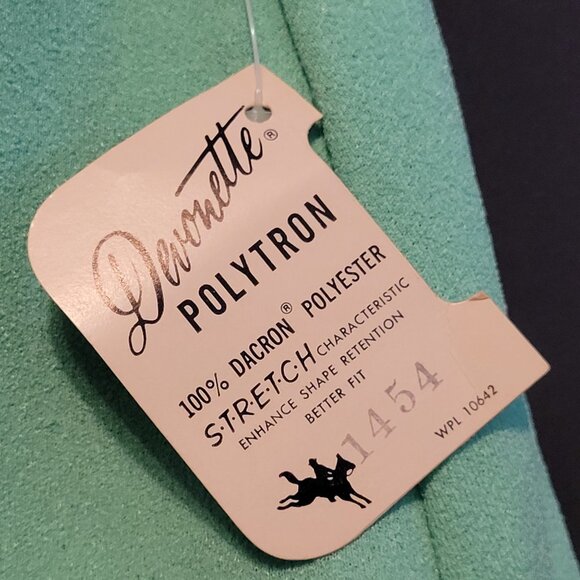 Devonette®
POLYTRON
100% DACRON® POLYESTER
S·T·R·E·T·C·H CHARACTERISTIC
ENHANCE SHAPE RETENTION
BETTER FIT
1454
WPL 10642